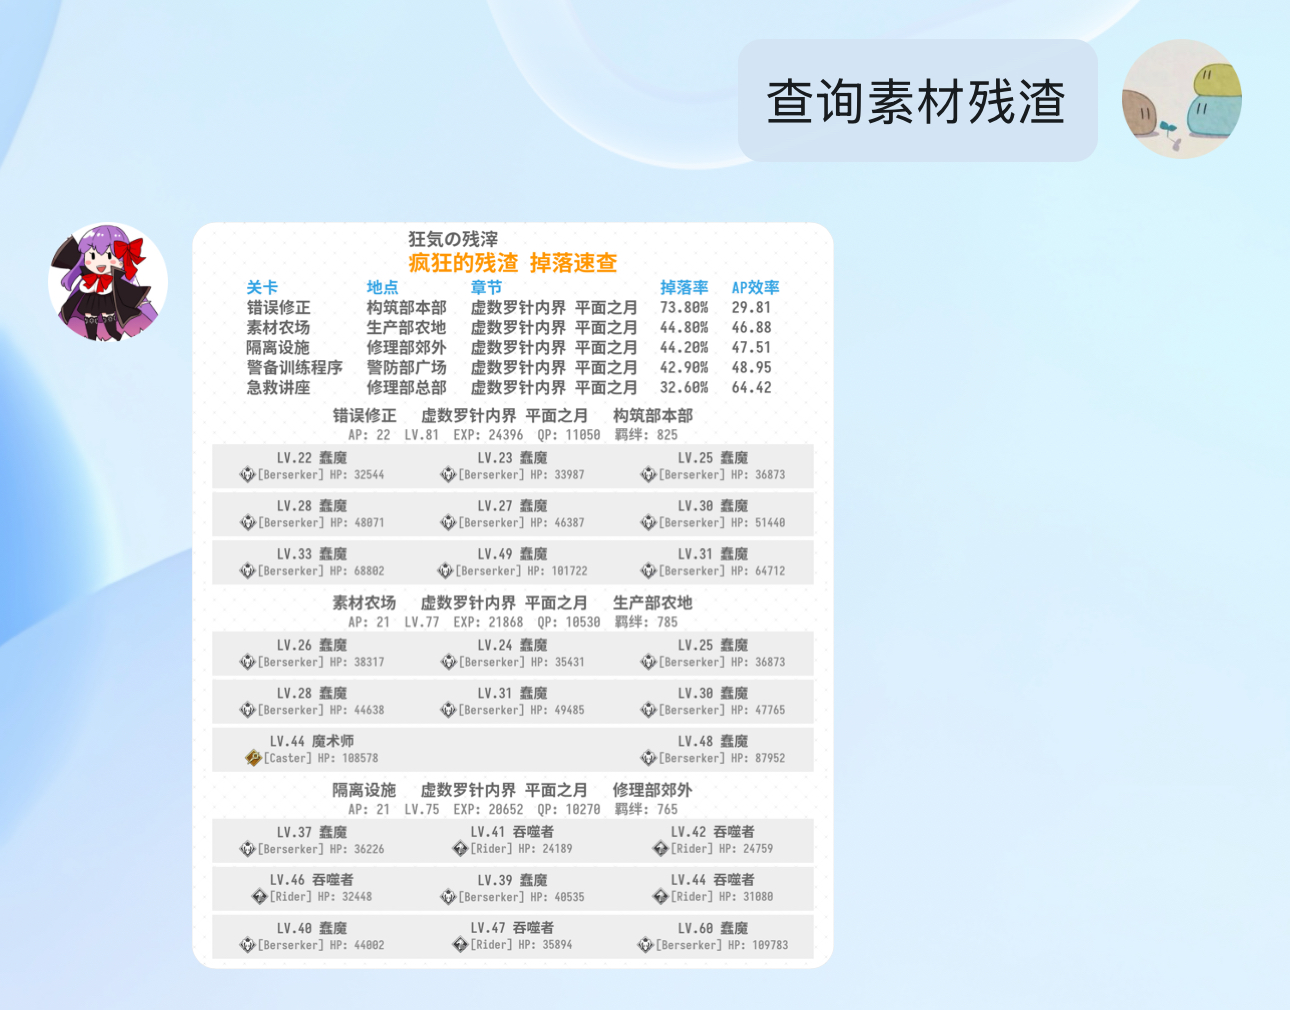 查询素材残渣
狂気の残滓
疯狂的残渣 掉落速查
关卡 地点 章节 掉落率 AP效率
错误修正 构筑部本部 虚数罗针内界 平面之月 73.80% 29.81
素材农场 生产部农地 虚数罗针内界 平面之月 44.80% 46.88
隔离设施 修理部郊外 虚数罗针内界 平面之月 44.20% 47.51
警备训练程序 警防部广场 虚数罗针内界 平面之月 42.90% 48.95
急救讲座 修理部总部 虚数罗针内界 平面之月 32.60% 64.42
错误修正 虚数罗针内界 平面之月 构筑部本部
AP: 22 LV.81 EXP: 24396 QP: 11050 羁绊: 825
LV.22 蠢魔 LV.23 蠢魔 LV.25 蠢魔
[Berserker] HP: 32544 [Berserker] HP: 33987 [Berserker] HP: 36873
LV.28 蠢魔 LV.27 蠢魔 LV.30 蠢魔
[Berserker] HP: 48071 [Berserker] HP: 46387 [Berserker] HP: 51440
LV.33 蠢魔 LV.49 蠢魔 LV.31 蠢魔
[Berserker] HP: 68802 [Berserker] HP: 101722 [Berserker] HP: 64712
素材农场 虚数罗针内界 平面之月 生产部农地
AP: 21 LV.77 EXP: 21868 QP: 10530 羁绊: 785
LV.26 蠢魔 LV.24 蠢魔 LV.25 蠢魔
[Berserker] HP: 38317 [Berserker] HP: 35431 [Berserker] HP: 36873
LV.28 蠢魔 LV.31 蠢魔 LV.30 蠢魔
[Berserker] HP: 44638 [Berserker] HP: 49485 [Berserker] HP: 47765
LV.44 魔术师 LV.48 蠢魔
[Caster] HP: 108578 [Berserker] HP: 87952
隔离设施 虚数罗针内界 平面之月 修理部郊外
AP: 21 LV.75 EXP: 20652 QP: 10270 羁绊: 765
LV.37 蠢魔 LV.41 吞噬者 LV.42 吞噬者
[Berserker] HP: 36226 [Rider] HP: 24189 [Rider] HP: 24759
LV.46 吞噬者 LV.39 蠢魔 LV.44 吞噬者
[Rider] HP: 32448 [Berserker] HP: 40535 [Rider] HP: 31080
LV.40 蠢魔 LV.47 吞噬者 LV.60 蠢魔
[Berserker] HP: 44002 [Rider] HP: 35894 [Berserker] HP: 109783